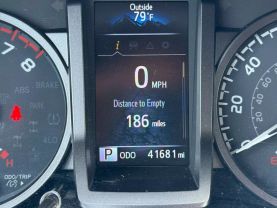 Outside
79°F
i
0 MPH
Distance to Empty
186 miles
P ODO 41681 mi
7
8
ABS
BRAKE
H
ODO/TRIP
0
20
40